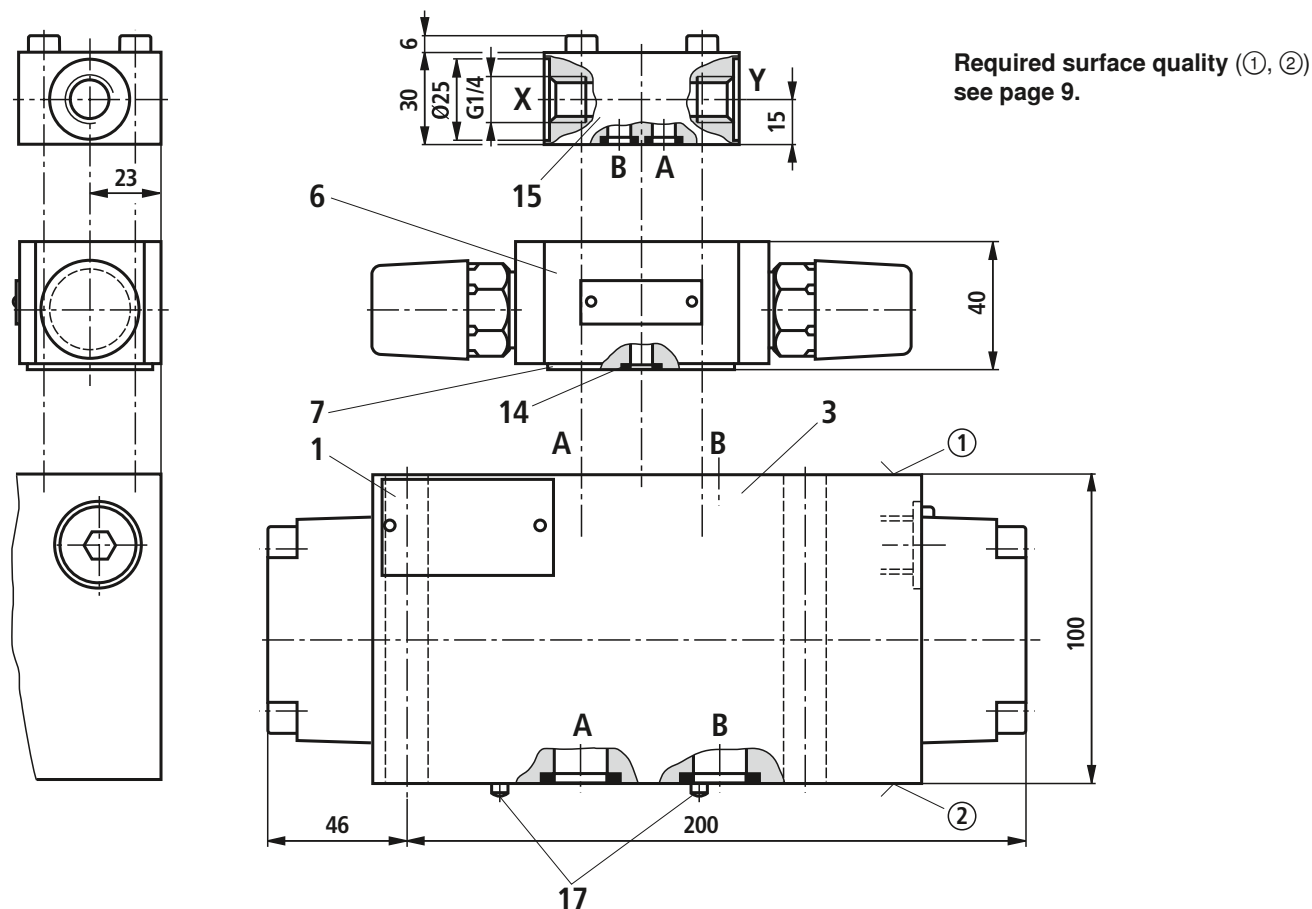 6
30
Ø25
G1/4
X
Y
15
B
A
15
Required surface quality (①, ②)
see page 9.
23
6
40
7
14
3
1
A
B
①
100
A
B
②
46
200
17